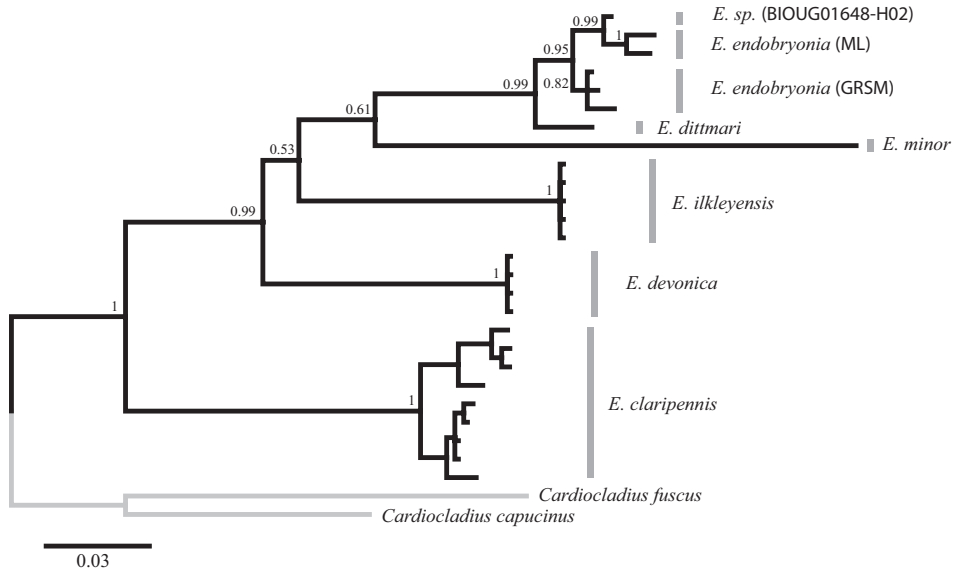 0.99
E. sp. (BIOUG01648-H02)
1
E. endobryonia (ML)
0.95
0.99
0.82
E. endobryonia (GRSM)
0.61
E. dittmari
E. minor
0.53
1
E. ilkleyensis
0.99
1
E. devonica
1
1
E. claripennis
Cardiocladius fuscus
Cardiocladius capucinus
0.03